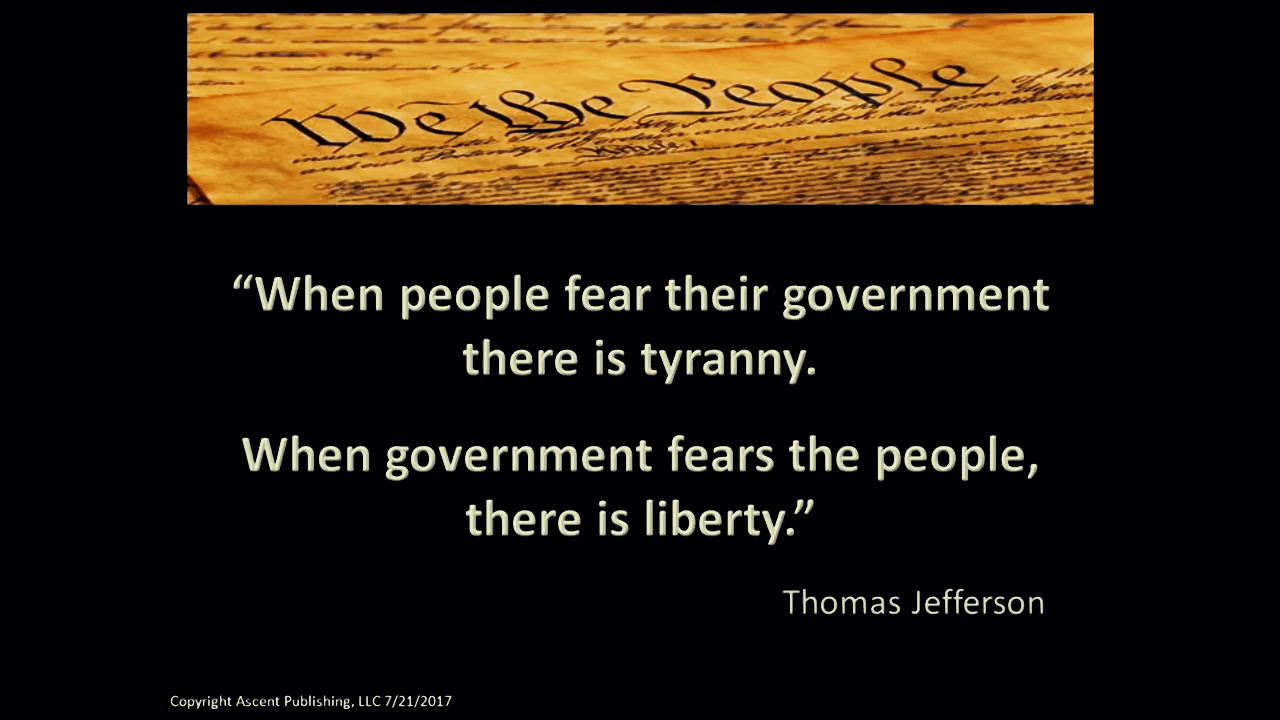 We the People
Article I
“When people fear their government
there is tyranny.
When government fears the people,
there is liberty.”
Thomas Jefferson
Copyright Ascent Publishing, LLC 7/21/2017